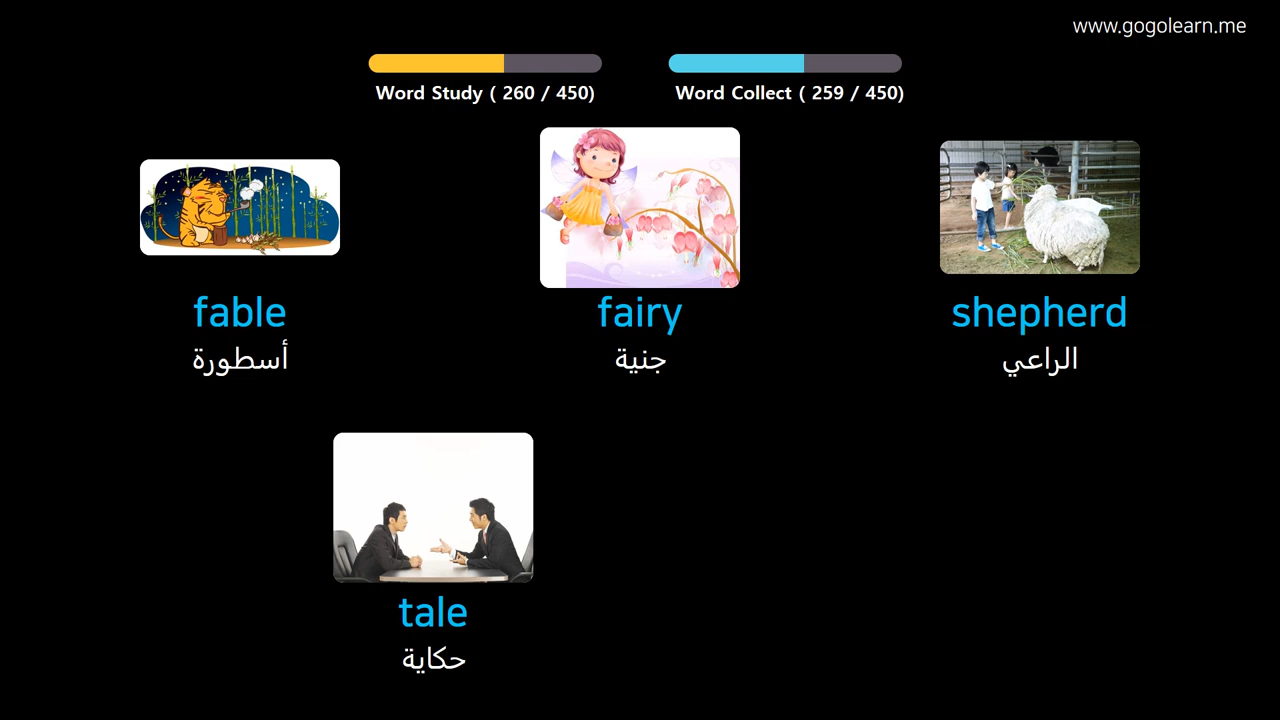 www.gogolearn.me
Word Study ( 260 / 450)
Word Collect ( 259 / 450)
fable
أسطورة
fairy
جنية
shepherd
الراعي
tale
حكاية